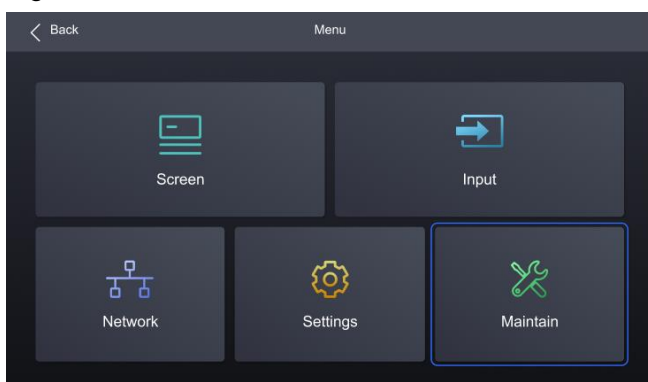 Back
Menu
Screen
Input
Network
Settings
Maintain